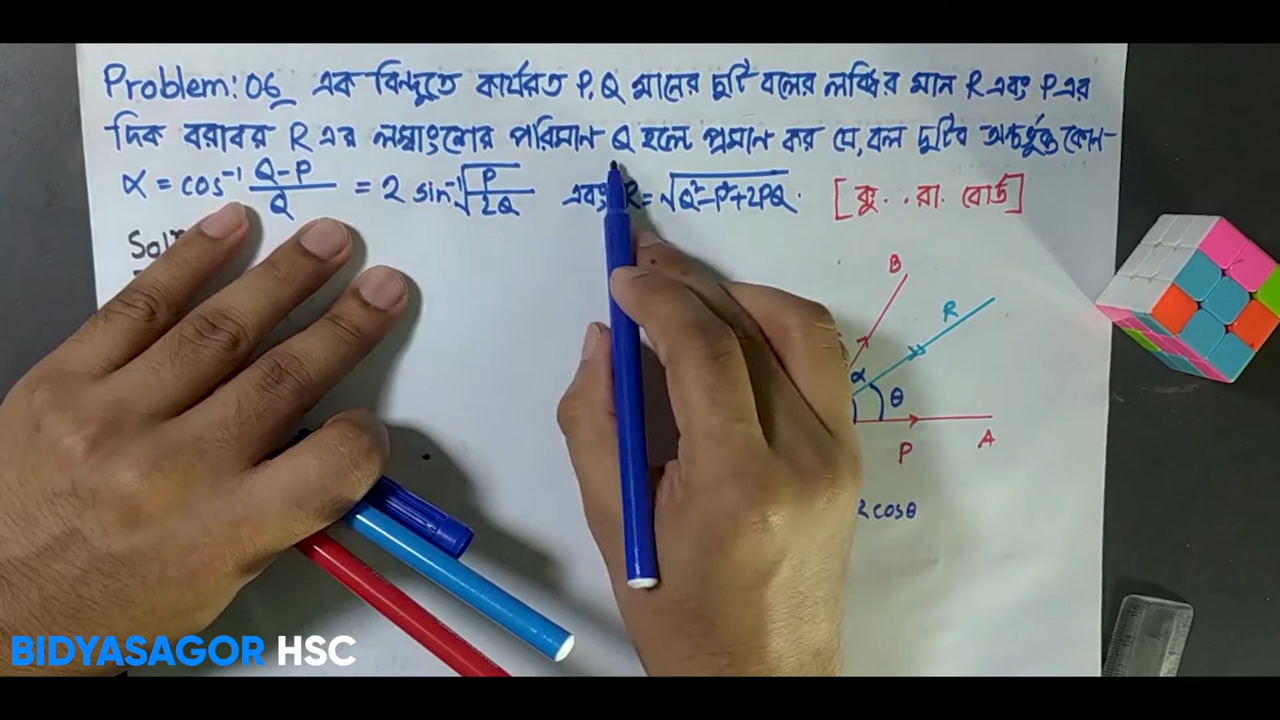 Problem: 06 এক বিন্দুতে কার্যরত P, Q মানের দুটি বলের লব্ধির মান R এবং P এর
দিক বরাবর R এর লম্বাংশের পরিমান Q হলে প্রমান কর যে, বল দুটির অন্তর্ভুক্ত কোন-
α = cos⁻¹ (Q-P)/Q = 2 sin⁻¹ √(P/2Q) এবং R = √(Q²-P²+2PQ). [কু. . রা. বোর্ড]
B
R
α θ
P A
cosθ
BIDYASAGOR HSC